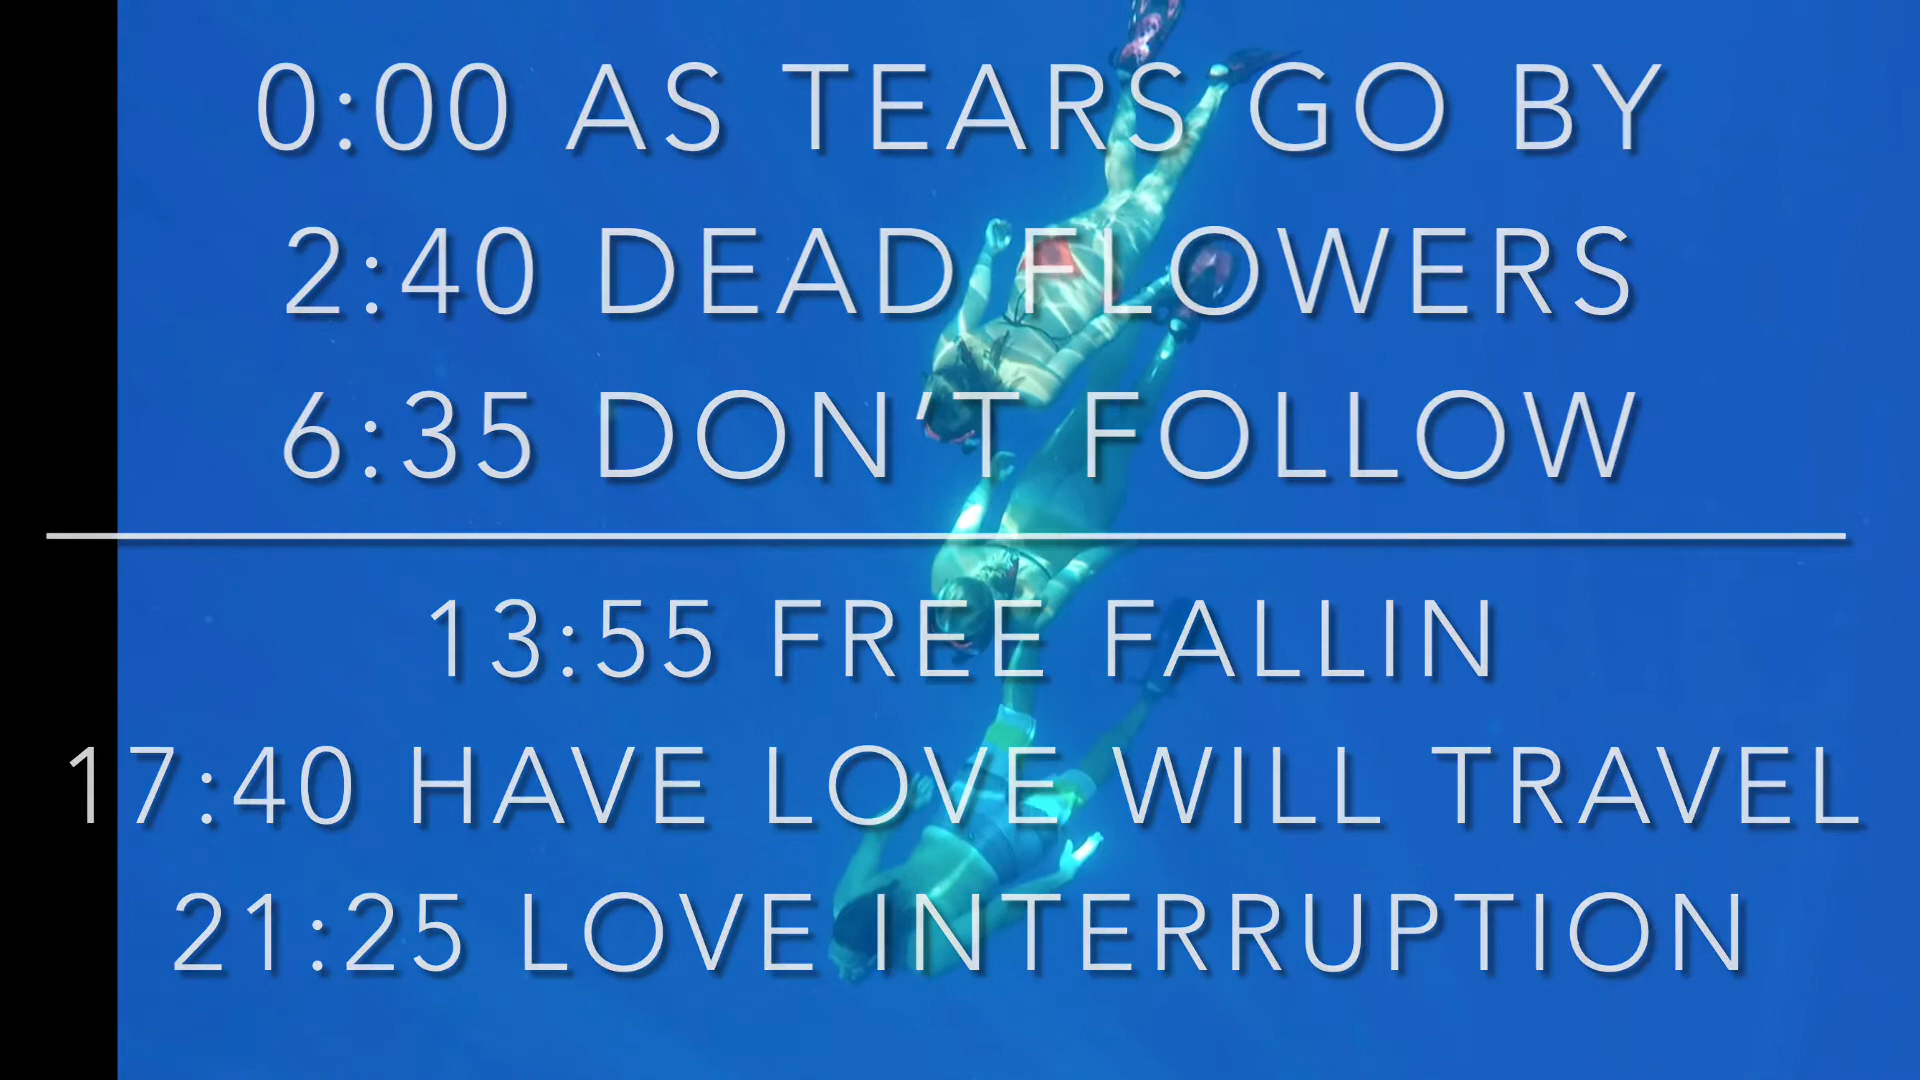 0:00 AS TEARS GO BY
2:40 DEAD FLOWERS
6:35 DON'T FOLLOW
13:55 FREE FALLIN
17:40 HAVE LOVE WILL TRAVEL
21:25 LOVE INTERRUPTION